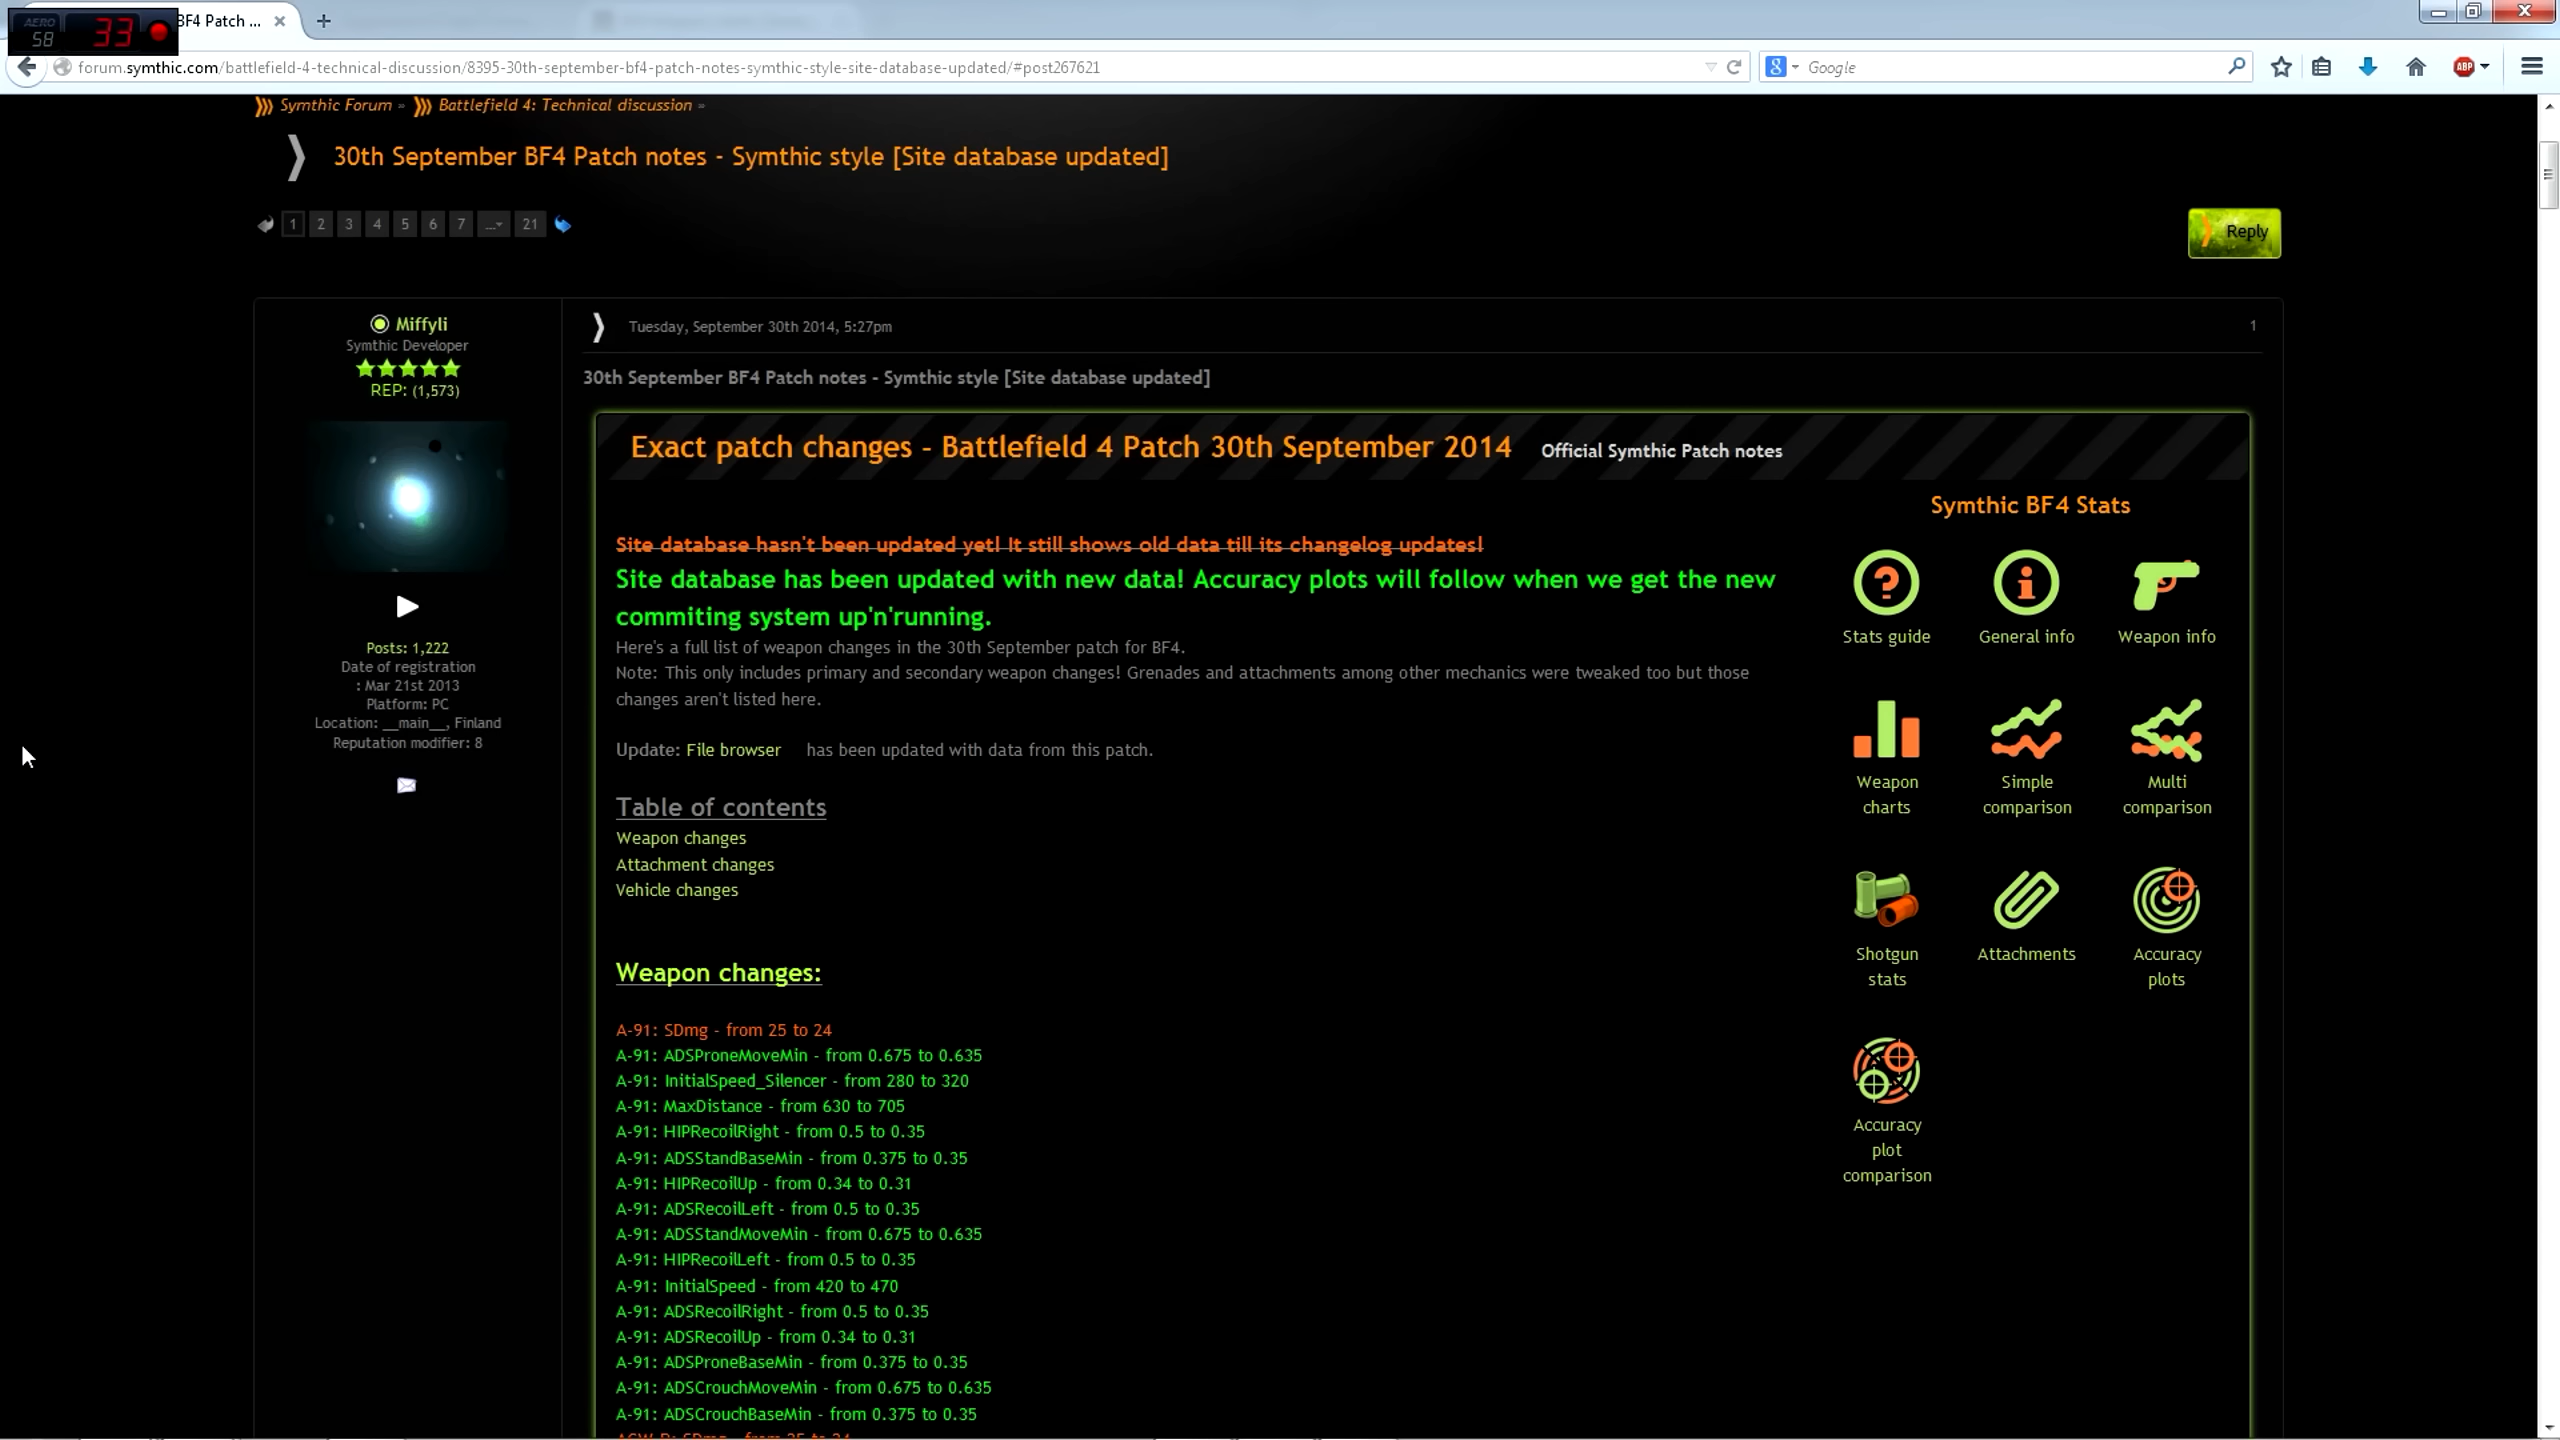 AERO
58
33
BF4 Patch ...
forum.symthic.com/battlefield-4-technical-discussion/8395-30th-september-bf4-patch-notes-symthic-style-site-database-updated/#post267621
Google
ABP
Symthic Forum » Battlefield 4: Technical discussion »
30th September BF4 Patch notes - Symthic style [Site database updated]
1 2 3 4 5 6 7 ... 21
Reply
Miffyli
Symthic Developer
REP: (1,573)
Posts: 1,222
Date of registration
: Mar 21st 2013
Platform: PC
Location: __main__, Finland
Reputation modifier: 8
Tuesday, September 30th 2014, 5:27pm
1
30th September BF4 Patch notes - Symthic style [Site database updated]
Exact patch changes - Battlefield 4 Patch 30th September 2014 Official Symthic Patch notes
Site database hasn't been updated yet! It still shows old data till its changelog updates!
Site database has been updated with new data! Accuracy plots will follow when we get the new
commiting system up'n'running.
Here's a full list of weapon changes in the 30th September patch for BF4.
Note: This only includes primary and secondary weapon changes! Grenades and attachments among other mechanics were tweaked too but those
changes aren't listed here.
Update: File browser has been updated with data from this patch.
Table of contents
Weapon changes
Attachment changes
Vehicle changes
Weapon changes:
A-91: SDmg - from 25 to 24
A-91: ADSProneMoveMin - from 0.675 to 0.635
A-91: InitialSpeed_Silencer - from 280 to 320
A-91: MaxDistance - from 630 to 705
A-91: HIPRecoilRight - from 0.5 to 0.35
A-91: ADSStandBaseMin - from 0.375 to 0.35
A-91: HIPRecoilUp - from 0.34 to 0.31
A-91: ADSRecoilLeft - from 0.5 to 0.35
A-91: ADSStandMoveMin - from 0.675 to 0.635
A-91: HIPRecoilLeft - from 0.5 to 0.35
A-91: InitialSpeed - from 420 to 470
A-91: ADSRecoilRight - from 0.5 to 0.35
A-91: ADSRecoilUp - from 0.34 to 0.31
A-91: ADSProneBaseMin - from 0.375 to 0.35
A-91: ADSCrouchMoveMin - from 0.675 to 0.635
A-91: ADSCrouchBaseMin - from 0.375 to 0.35
Symthic BF4 Stats
Stats guide
General info
Weapon info
Weapon
charts
Simple
comparison
Multi
comparison
Shotgun
stats
Attachments
Accuracy
plots
Accuracy
plot
comparison